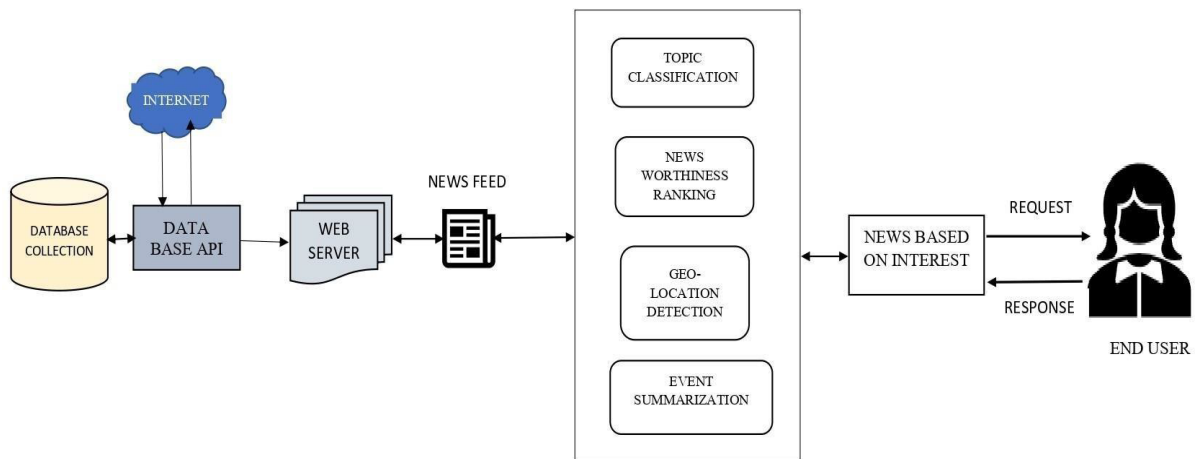 INTERNET
DATABASE
COLLECTION
DATA
BASE API
WEB
SERVER
NEWS FEED
TOPIC
CLASSIFICATION
NEWS
WORTHINESS
RANKING
GEO-
LOCATION
DETECTION
EVENT
SUMMARIZATION
NEWS BASED
ON INTEREST
REQUEST
RESPONSE
END USER